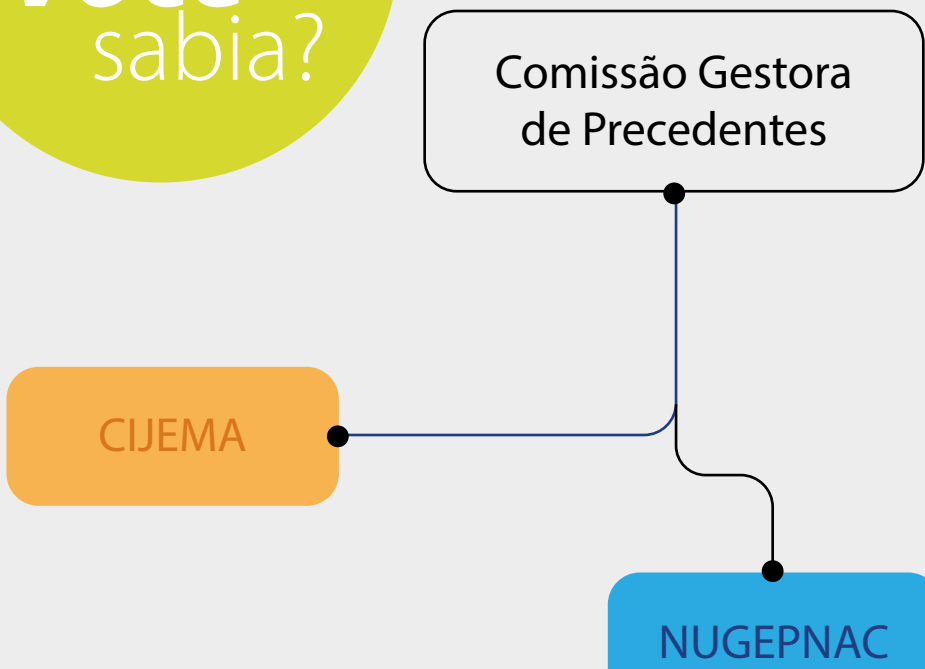 sabia?
Comissão Gestora
de Precedentes
CIJEMA
NUGEPNAC